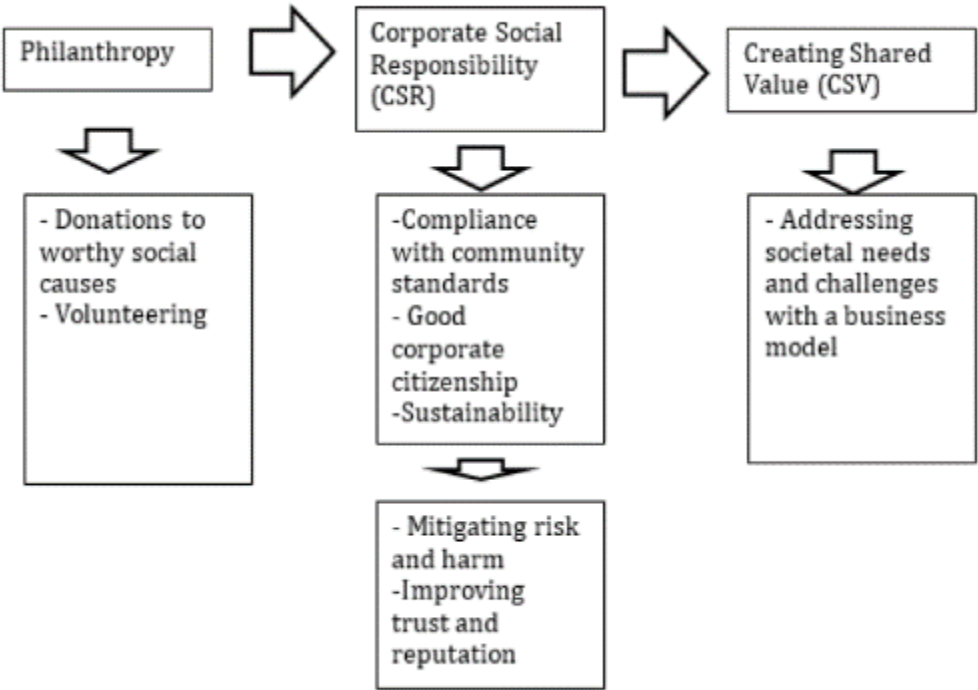 Philanthropy
Corporate Social
Responsibility
(CSR)
Creating Shared
Value (CSV)
- Donations to
worthy social
causes
- Volunteering
-Compliance
with community
standards
- Good
corporate
citizenship
-Sustainability
- Addressing
societal needs
and challenges
with a business
model
- Mitigating risk
and harm
-Improving
trust and
reputation